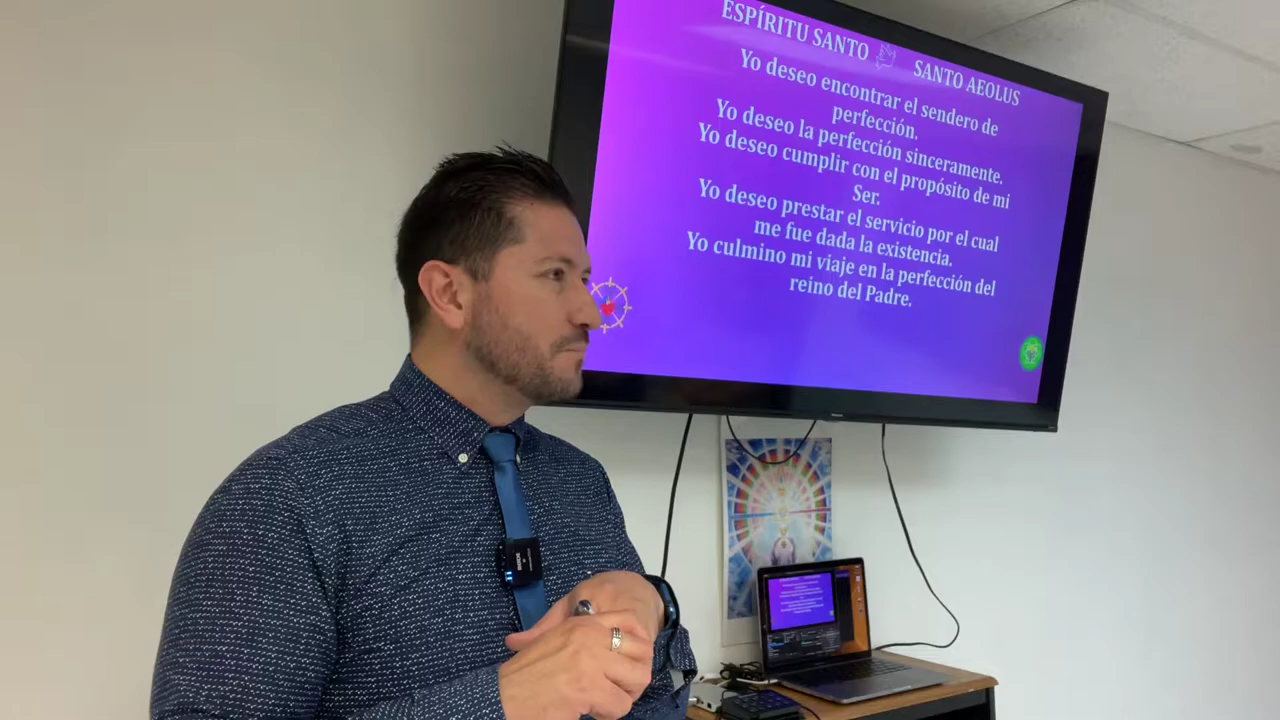 ESPÍRITU SANTO SANTO AEOLUS
Yo deseo encontrar el sendero de
perfección.
Yo deseo la perfección sinceramente.
Yo deseo cumplir con el propósito de mi
Ser.
Yo deseo prestar el servicio por el cual
me fue dada la existencia.
Yo culmino mi viaje en la perfección del
reino del Padre.